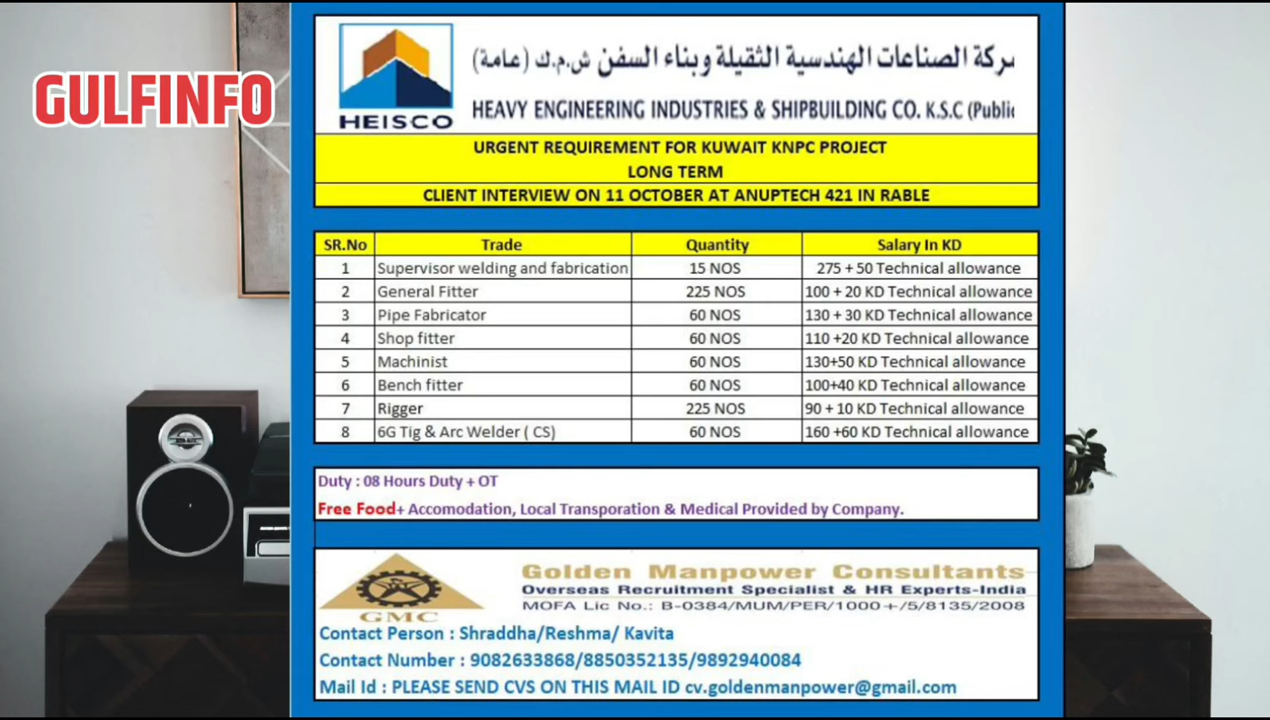 GULFINFO
شركة الصناعات الهندسية الثقيلة وبناء السفن ش.م.ك (عامة)
HEISCO
HEAVY ENGINEERING INDUSTRIES & SHIPBUILDING CO. K.S.C (Public
URGENT REQUIREMENT FOR KUWAIT KNPC PROJECT
LONG TERM
CLIENT INTERVIEW ON 11 OCTOBER AT ANUPTECH 421 IN RABLE
SR.No Trade Quantity Salary In KD
1 Supervisor welding and fabrication 15 NOS 275 + 50 Technical allowance
2 General Fitter 225 NOS 100 + 20 KD Technical allowance
3 Pipe Fabricator 60 NOS 130 + 30 KD Technical allowance
4 Shop fitter 60 NOS 110 +20 KD Technical allowance
5 Machinist 60 NOS 130+50 KD Technical allowance
6 Bench fitter 60 NOS 100+40 KD Technical allowance
7 Rigger 225 NOS 90 + 10 KD Technical allowance
8 6G Tig & Arc Welder ( CS) 60 NOS 160 +60 KD Technical allowance
Duty : 08 Hours Duty + OT
Free Food+ Accomodation, Local Transporation & Medical Provided by Company.
Golden Manpower Consultants
Overseas Recruitment Specialist & HR Experts-India
MOFA Lic No.: B-0384/MUM/PER/1000+/5/8135/2008
GMC
Contact Person : Shraddha/Reshma/ Kavita
Contact Number : 9082633868/8850352135/9892940084
Mail Id : PLEASE SEND CVS ON THIS MAIL ID cv.goldenmanpower@gmail.com